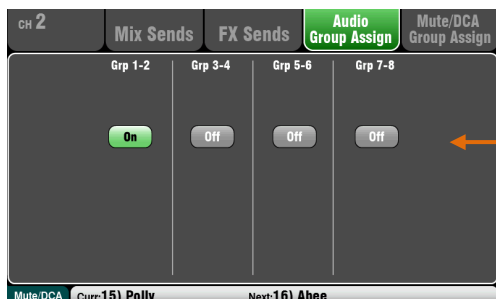 CH 2
Mix Sends
FX Sends
Audio
Group Assign
Mute/DCA
Group Assign
Grp 1-2
Grp 3-4
Grp 5-6
Grp 7-8
On
Off
Off
Off
Mute/DCA
Curr:15) Polly
Next:16) Abee